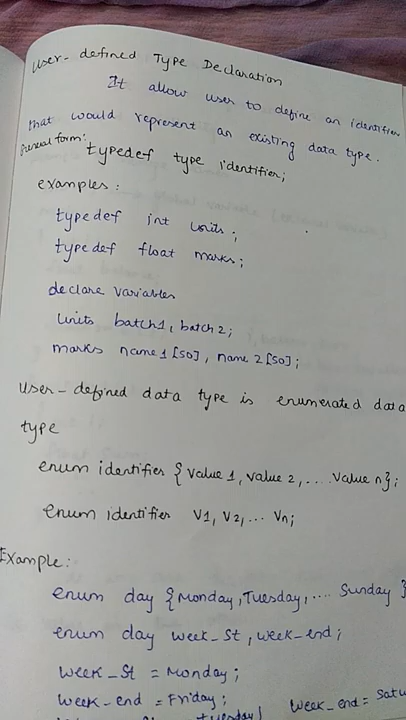 User-defined Type Declaration
It allow user to define an identifier
that would represent an existing data type.
General form:
typedef type identifier;
examples:
typedef int units;
typedef float marks;
declare variables
units batch1, batch2;
marks name1 [50], name 2 [50];
User-defined data type is enumerated data
type
enum identifier {value 1, value 2, .... value n};
enum identifier v1, v2, ... vn;
Example:
enum day {Monday, Tuesday, .... Sunday}
enum day week_St, week_end;
week_St = Monday;
week_end = Friday; week_end = Satu